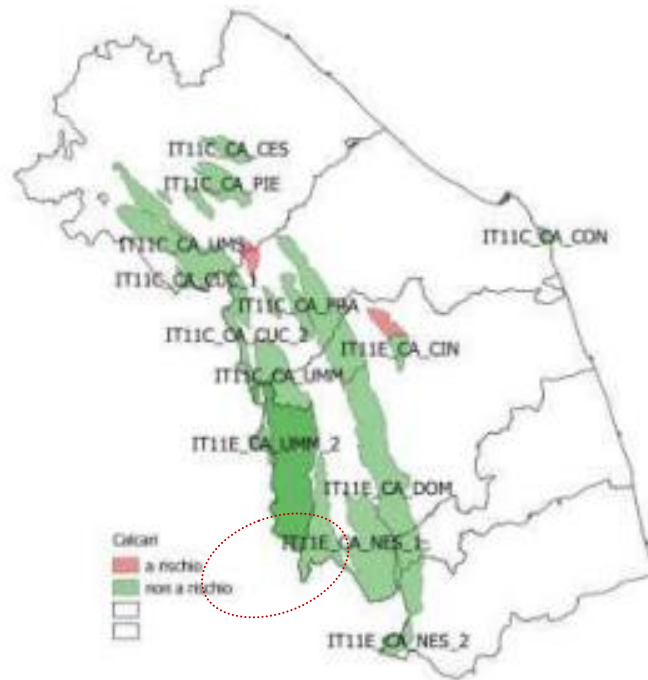 IT11C_CA_CES
IT11C_CA_PIE
IT11C_CA_CON
IT11C_CA_UMS
IT11C_CA_CUC_1
IT11C_CA_PRA
IT11C_CA_CUC_2
IT11E_CA_CIN
IT11C_CA_UMM
IT11E_CA_UMM_2
IT11E_CA_DOM
IT11E_CA_NES_1
Calcari
a rischio
non a rischio
IT11E_CA_NES_2